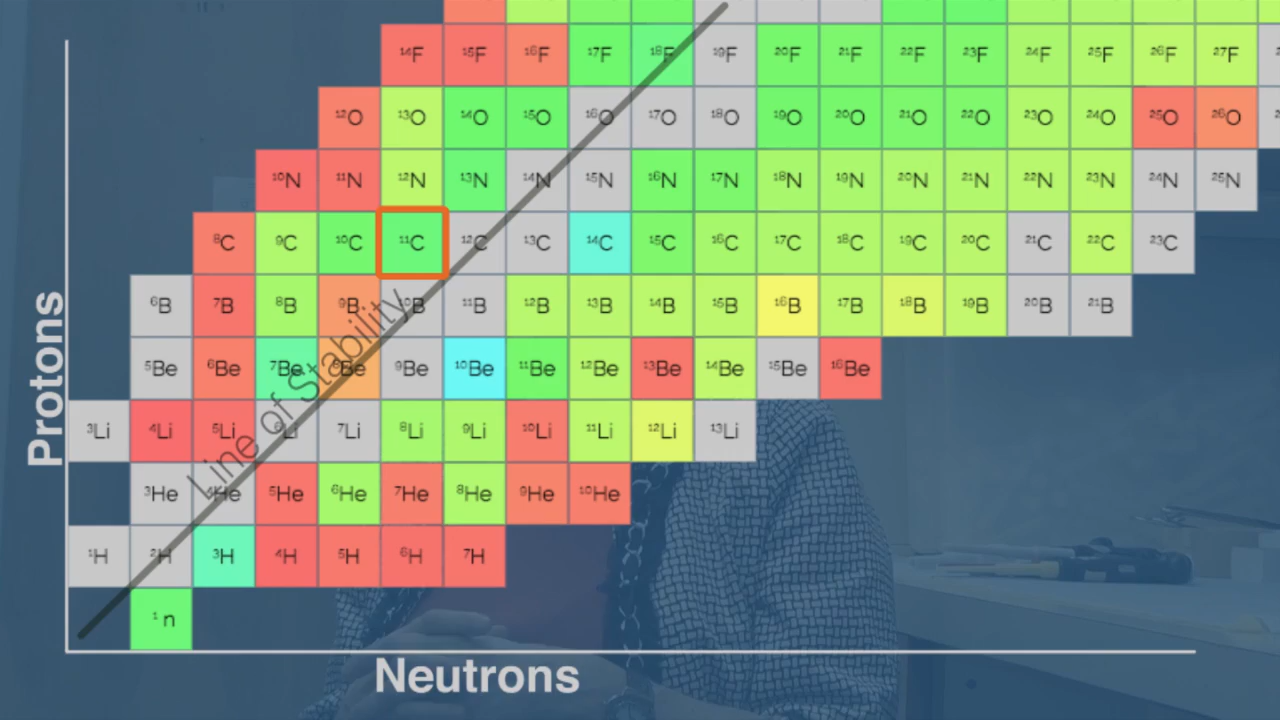 ¹⁴F ¹⁵F ¹⁶F ¹⁷F ¹⁸F ¹⁹F ²⁰F ²¹F ²²F ²³F ²⁴F ²⁵F ²⁶F ²⁷F
¹²O ¹³O ¹⁴O ¹⁵O ¹⁶O ¹⁷O ¹⁸O ¹⁹O ²⁰O ²¹O ²²O ²³O ²⁴O ²⁵O ²⁶O
¹⁰N ¹¹N ¹²N ¹³N ¹⁴N ¹⁵N ¹⁶N ¹⁷N ¹⁸N ¹⁹N ²⁰N ²¹N ²²N ²³N ²⁴N ²⁵N
⁸C ⁹C ¹⁰C ¹¹C ¹²C ¹³C ¹⁴C ¹⁵C ¹⁶C ¹⁷C ¹⁸C ¹⁹C ²⁰C ²¹C ²²C ²³C
⁶B ⁷B ⁸B ⁹B ¹⁰B ¹¹B ¹²B ¹³B ¹⁴B ¹⁵B ¹⁶B ¹⁷B ¹⁸B ¹⁹B ²⁰B ²¹B
⁵Be ⁶Be ⁷Be ⁸Be ⁹Be ¹⁰Be ¹¹Be ¹²Be ¹³Be ¹⁴Be ¹⁵Be ¹⁶Be
³Li ⁴Li ⁵Li ⁶Li ⁷Li ⁸Li ⁹Li ¹⁰Li ¹¹Li ¹²Li ¹³Li
³He ⁴He ⁵He ⁶He ⁷He ⁸He ⁹He ¹⁰He
¹H ²H ³H ⁴H ⁵H ⁶H ⁷H
¹n
Line of Stability
Protons
Neutrons